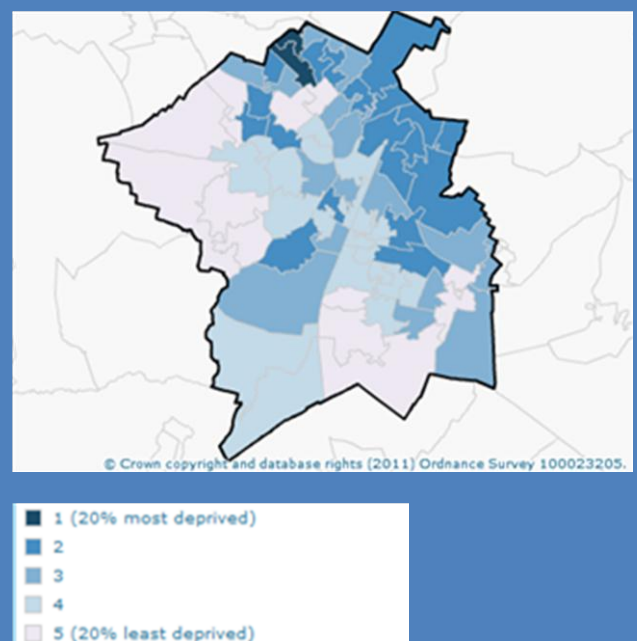 © Crown copyright and database rights (2011) Ordnance Survey 100023205.
1 (20% most deprived)
2
3
4
5 (20% least deprived)